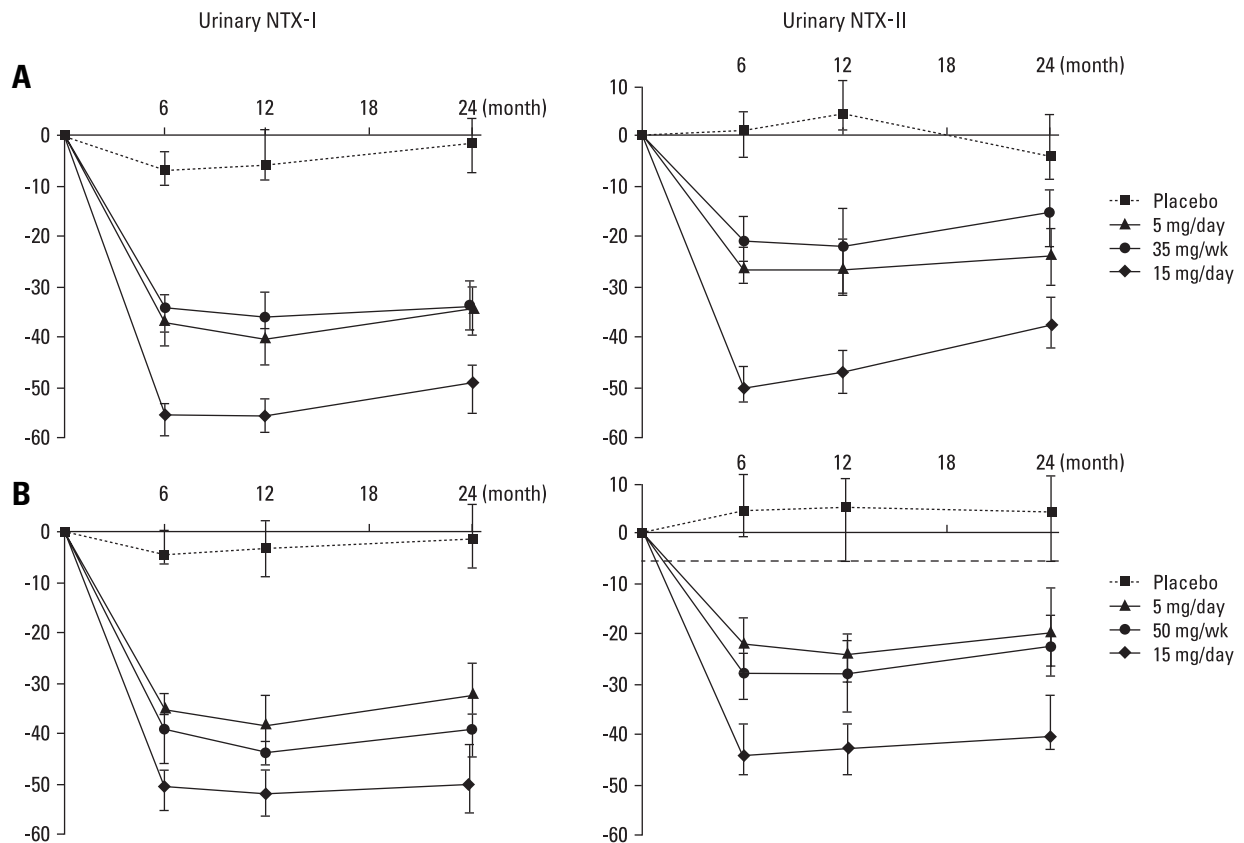 Urinary NTX-I
Urinary NTX-II
A
6 12 18 24 (month)
0
-10
-20
-30
-40
-50
-60
6 12 18 24 (month)
10
0
-10
-20
-30
-40
-50
-60
Placebo
5 mg/day
35 mg/wk
15 mg/day
B
6 12 18 24 (month)
0
-10
-20
-30
-40
-50
-60
6 12 18 24 (month)
10
0
-10
-20
-30
-40
-50
-60
Placebo
5 mg/day
50 mg/wk
15 mg/day